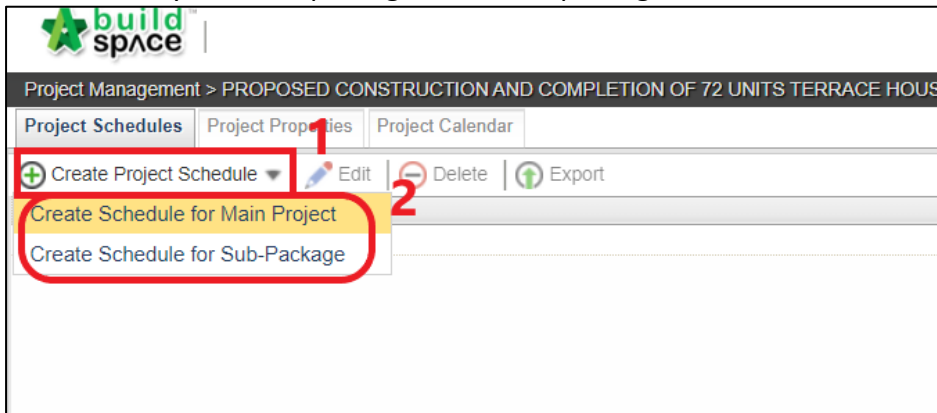 build
space
Project Management > PROPOSED CONSTRUCTION AND COMPLETION OF 72 UNITS TERRACE HOUS
Project Schedules Project Properties Project Calendar
1
Create Project Schedule Edit Delete Export
2
Create Schedule for Main Project
Create Schedule for Sub-Package